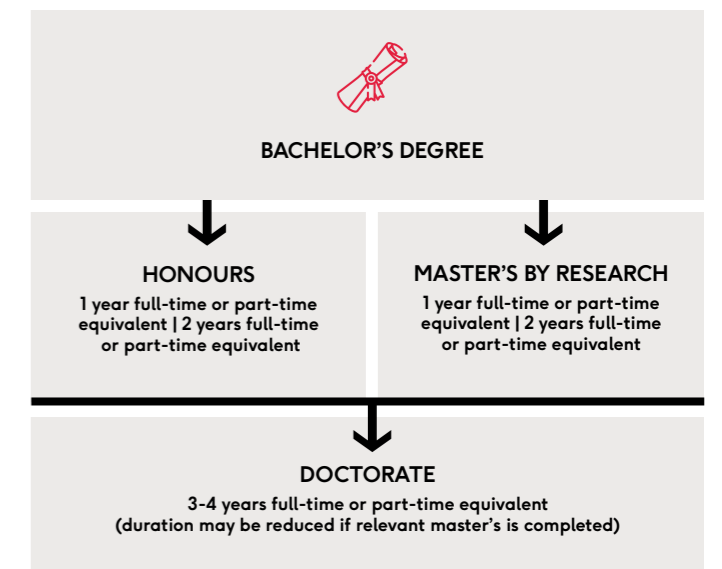 BACHELOR'S DEGREE
HONOURS
1 year full-time or part-time
equivalent | 2 years full-time
or part-time equivalent
MASTER'S BY RESEARCH
1 year full-time or part-time
equivalent | 2 years full-time
or part-time equivalent
DOCTORATE
3-4 years full-time or part-time equivalent
(duration may be reduced if relevant master's is completed)